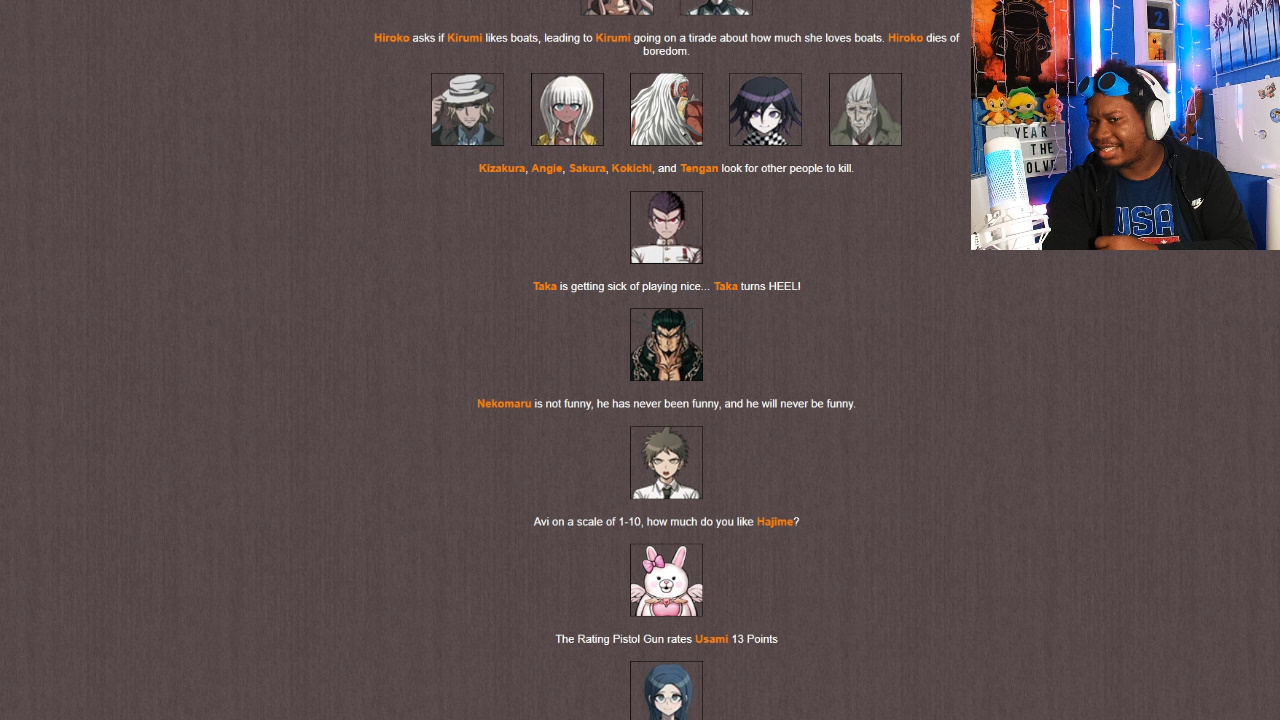 Hiroko asks if Kirumi likes boats, leading to Kirumi going on a tirade about how much she loves boats. Hiroko dies of
boredom.
Kizakura, Angie, Sakura, Kokichi, and Tengan look for other people to kill.
Taka is getting sick of playing nice... Taka turns HEEL!
Nekomaru is not funny, he has never been funny, and he will never be funny.
Avi on a scale of 1-10, how much do you like Hajime?
The Rating Pistol Gun rates Usami 13 Points
2
YEAR
THE
USA